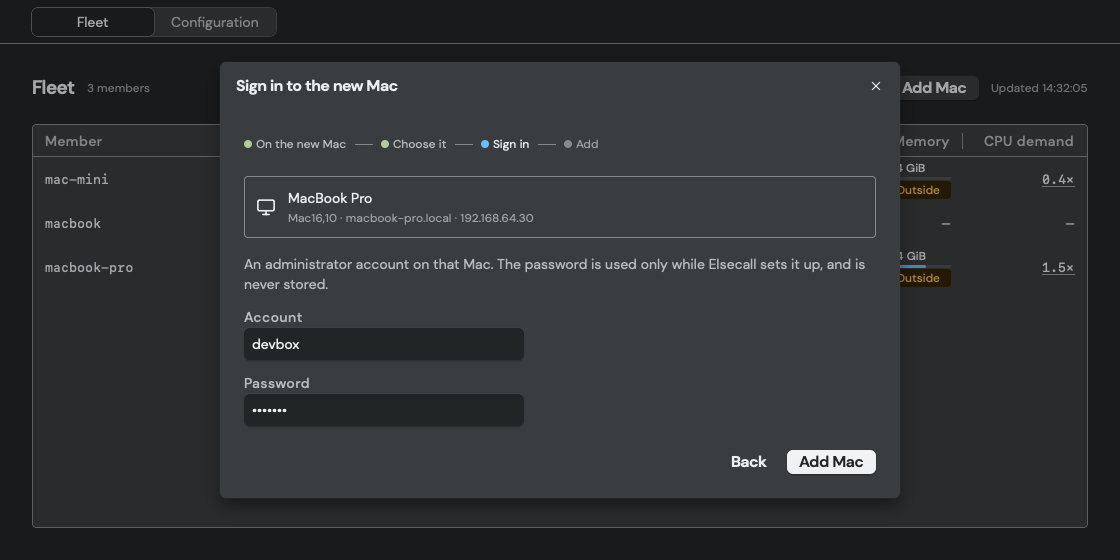 Fleet
Configuration
Fleet
3 members
Add Mac
Updated 14:32:05
Member
Memory
CPU demand
mac-mini
GiB
Outside
0.4×
macbook
—
—
macbook-pro
GiB
Outside
1.5×
Sign in to the new Mac
On the new Mac — Choose it — Sign in — Add
MacBook Pro
Mac16,10 · macbook-pro.local · 192.168.64.30
An administrator account on that Mac. The password is used only while Elsecall sets it up, and is
never stored.
Account
devbox
Password
•••••••
Back
Add Mac